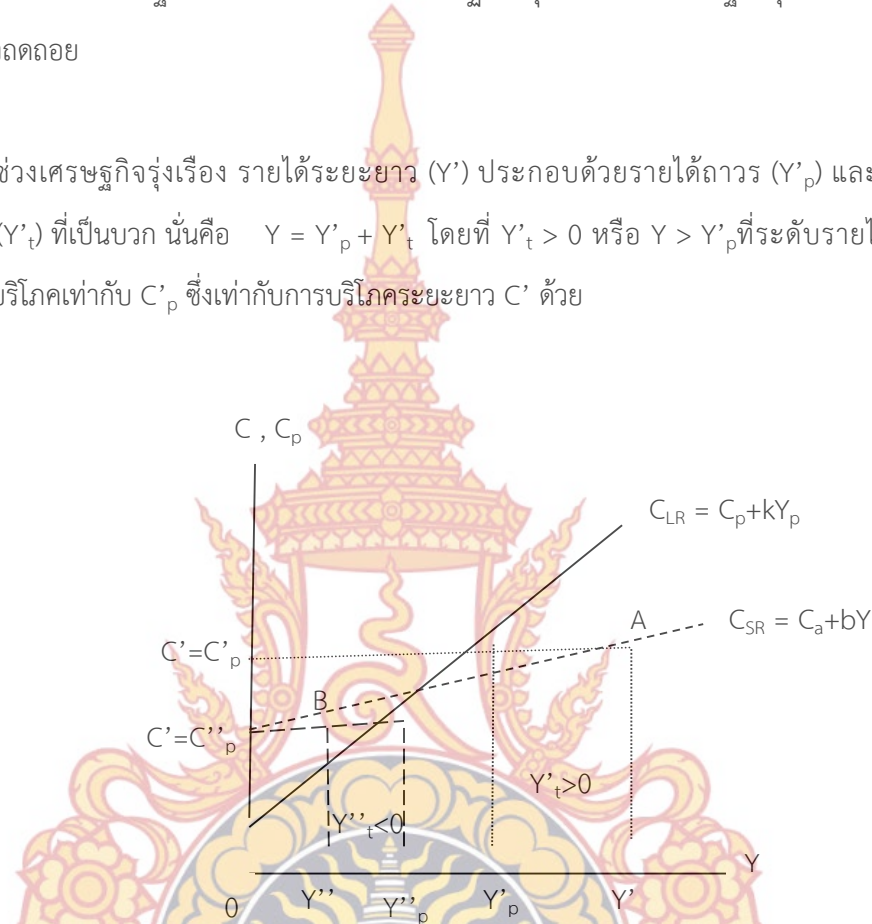 ถดถอย
ช่วงเศรษฐกิจรุ่งเรือง รายได้ระยะยาว (Y’) ประกอบด้วยรายได้ถาวร (Y’p) และ
(Y’t) ที่เป็นบวก นั่นคือ Y = Y’p + Y’t โดยที่ Y’t > 0 หรือ Y > Y’pที่ระดับรายไ
บริโภคเท่ากับ C’p ซึ่งเท่ากับการบริโภคระยะยาว C’ ด้วย
C , Cp
CLR = Cp+kYp
A
CSR = Ca+bY
C’=C’p
B
C’=C’’p
Y’t>0
Y’’t<0
Y
0
Y’’
Y’’p
Y’p
Y’